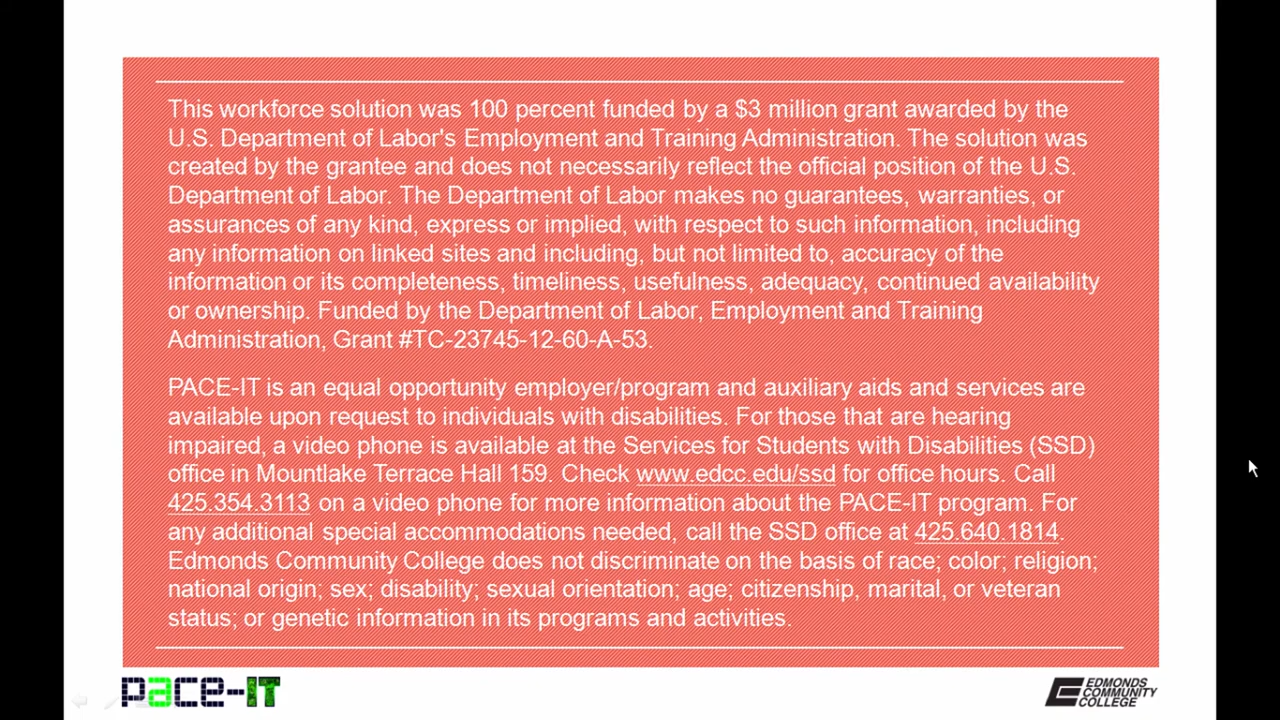 This workforce solution was 100 percent funded by a $3 million grant awarded by the
U.S. Department of Labor's Employment and Training Administration. The solution was
created by the grantee and does not necessarily reflect the official position of the U.S.
Department of Labor. The Department of Labor makes no guarantees, warranties, or
assurances of any kind, express or implied, with respect to such information, including
any information on linked sites and including, but not limited to, accuracy of the
information or its completeness, timeliness, usefulness, adequacy, continued availability
or ownership. Funded by the Department of Labor, Employment and Training
Administration, Grant #TC-23745-12-60-A-53.
PACE-IT is an equal opportunity employer/program and auxiliary aids and services are
available upon request to individuals with disabilities. For those that are hearing
impaired, a video phone is available at the Services for Students with Disabilities (SSD)
office in Mountlake Terrace Hall 159. Check www.edcc.edu/ssd for office hours. Call
425.354.3113 on a video phone for more information about the PACE-IT program. For
any additional special accommodations needed, call the SSD office at 425.640.1814.
Edmonds Community College does not discriminate on the basis of race; color; religion;
national origin; sex; disability; sexual orientation; age; citizenship, marital, or veteran
status; or genetic information in its programs and activities.
pace-IT
EDMONDS
COMMUNITY
COLLEGE